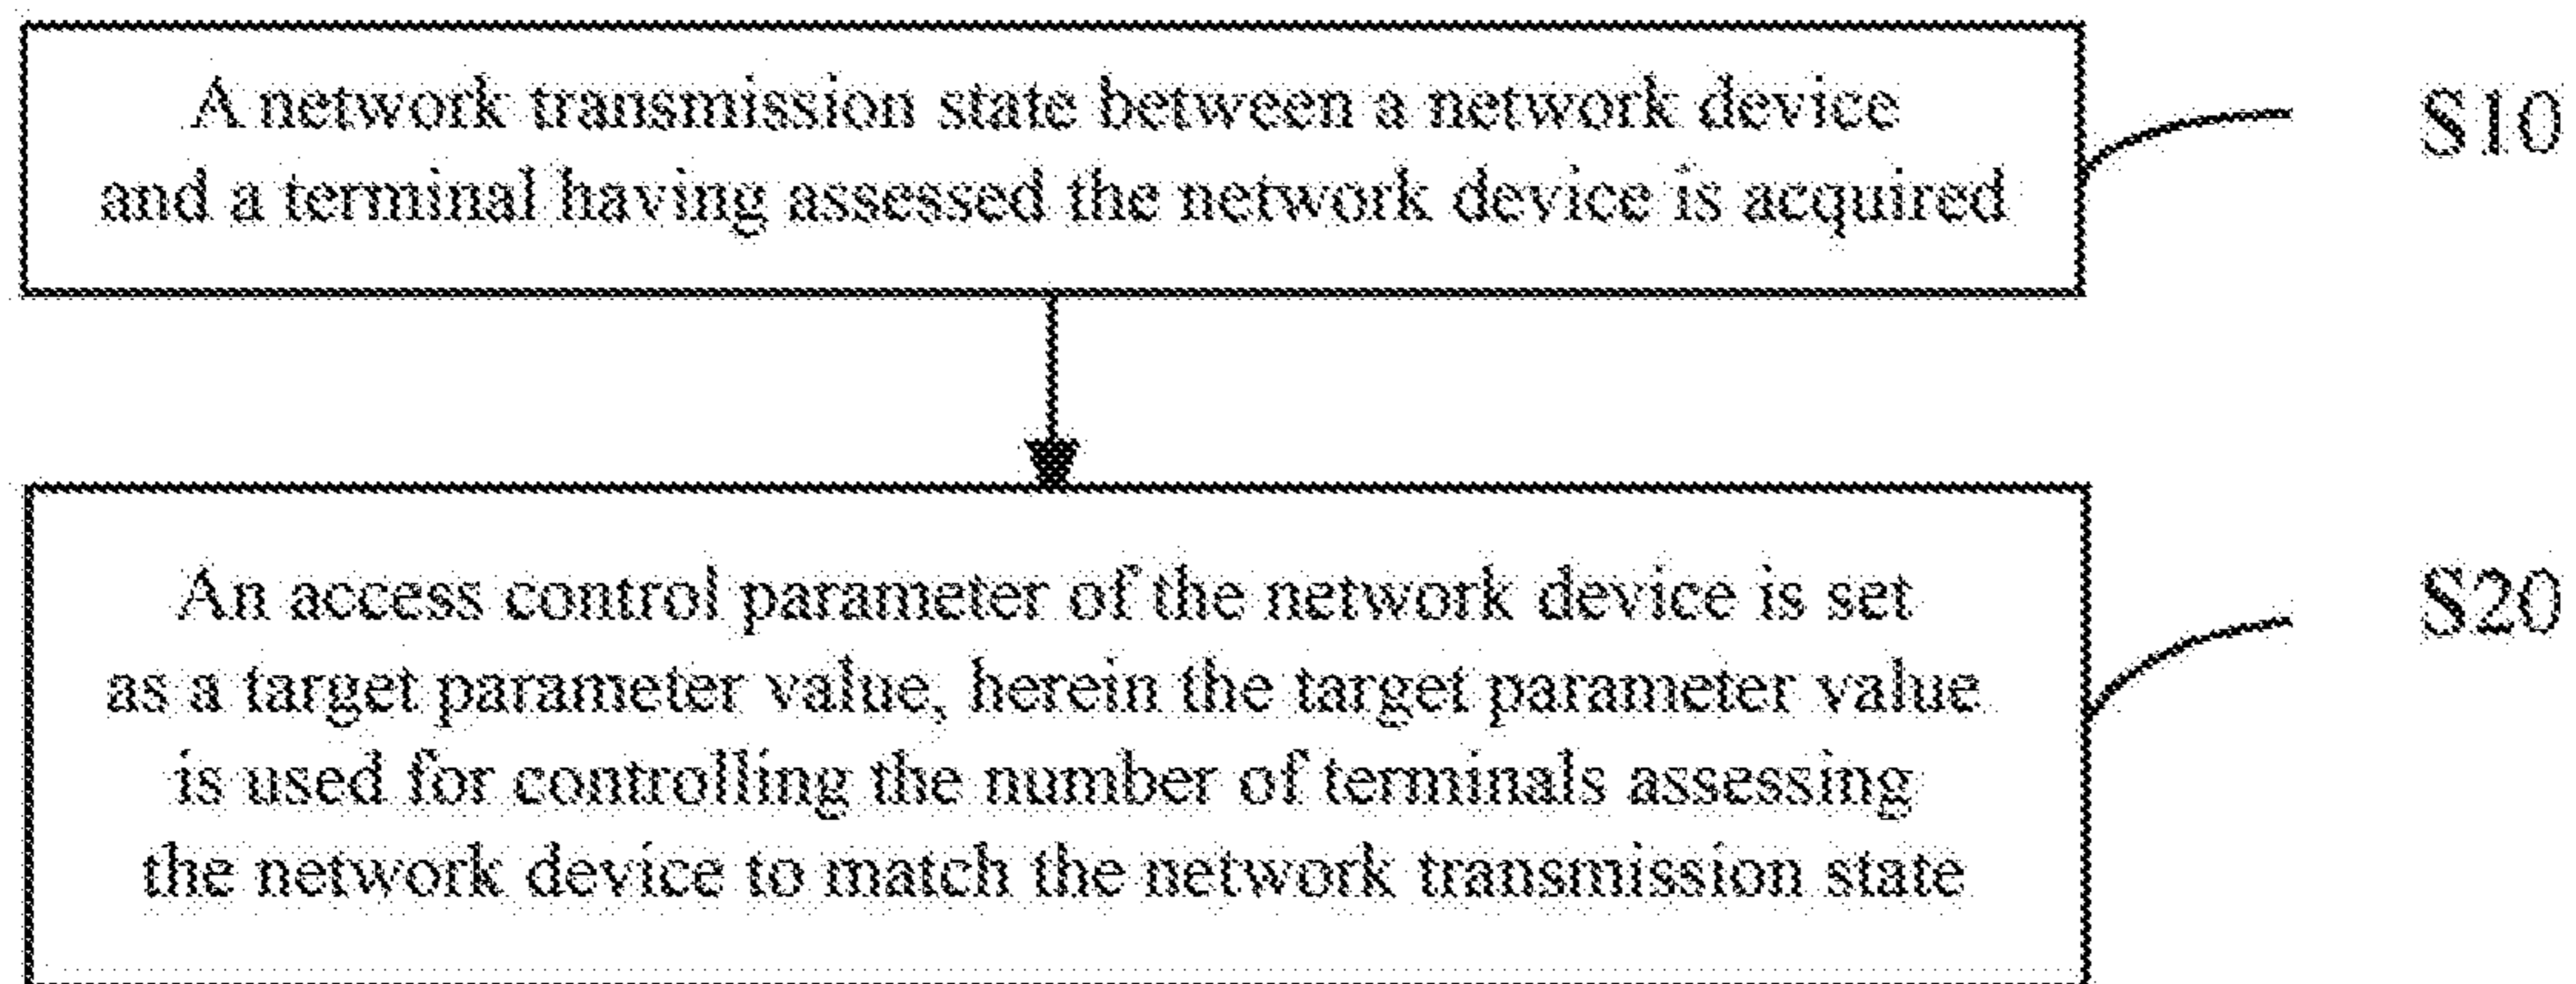 A network transmission state between a network device
and a terminal having assessed the network device is acquired
S10
An access control parameter of the network device is set
as a target parameter value, herein the target parameter value
is used for controlling the number of terminals assessing
the network device to match the network transmission state
S20